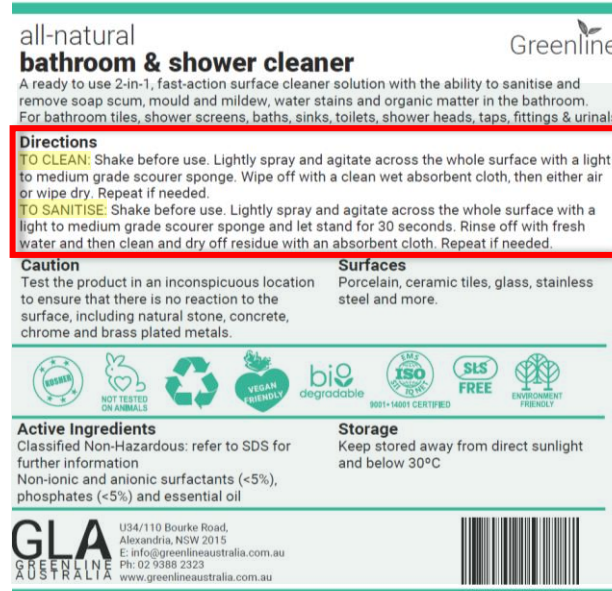 all-natural
bathroom & shower cleaner
Greenline
A ready to use 2-in-1, fast-action surface cleaner solution with the ability to sanitise and
remove soap scum, mould and mildew, water stains and organic matter in the bathroom.
For bathroom tiles, shower screens, baths, sinks, toilets, shower heads, taps, fittings & urinals
Directions
TO CLEAN: Shake before use. Lightly spray and agitate across the whole surface with a light
to medium grade scourer sponge. Wipe off with a clean wet absorbent cloth, then either air
or wipe dry. Repeat if needed.
TO SANITISE: Shake before use. Lightly spray and agitate across the whole surface with a
light to medium grade scourer sponge and let stand for 30 seconds. Rinse off with fresh
water and then clean and dry off residue with an absorbent cloth. Repeat if needed.
Caution
Test the product in an inconspicuous location
to ensure that there is no reaction to the
surface, including natural stone, concrete,
chrome and brass plated metals.
Surfaces
Porcelain, ceramic tiles, glass, stainless
steel and more.
KOSHER
NOT TESTED
ON ANIMALS
VEGAN
FRIENDLY
bio
degradable
EMS
ISO
9001+14001 CERTIFIED
SLS
FREE
ENVIRONMENT
FRIENDLY
Active Ingredients
Classified Non-Hazardous: refer to SDS for
further information
Non-ionic and anionic surfactants (<5%),
phosphates (<5%) and essential oil
Storage
Keep stored away from direct sunlight
and below 30ºC
GLA
GREENLINE
AUSTRALIA
U34/110 Bourke Road,
Alexandria, NSW 2015
E: info@greenlineaustralia.com.au
Ph: 02 9388 2323
www.greenlineaustralia.com.au